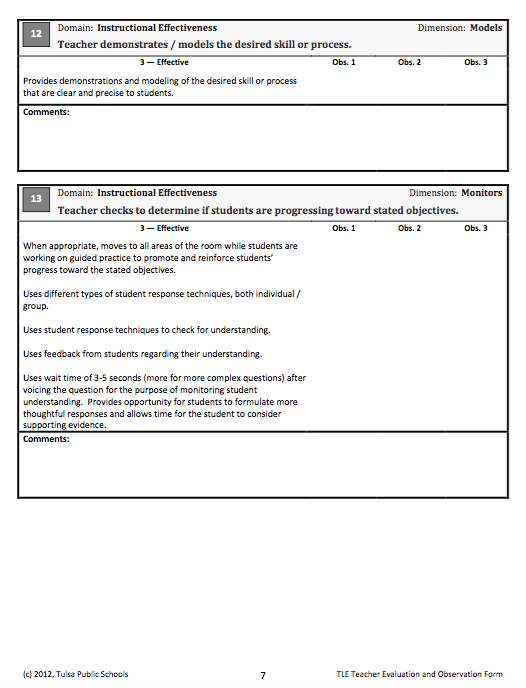 12
Domain: Instructional Effectiveness Dimension: Models
Teacher demonstrates / models the desired skill or process.
3 — Effective Obs. 1 Obs. 2 Obs. 3
Provides demonstrations and modeling of the desired skill or process
that are clear and precise to students.
Comments:
13
Domain: Instructional Effectiveness Dimension: Monitors
Teacher checks to determine if students are progressing toward stated objectives.
3 — Effective Obs. 1 Obs. 2 Obs. 3
When appropriate, moves to all areas of the room while students are
working on guided practice to promote and reinforce students'
progress toward the stated objectives.
Uses different types of student response techniques, both individual /
group.
Uses student response techniques to check for understanding.
Uses feedback from students regarding their understanding.
Uses wait time of 3-5 seconds (more for more complex questions) after
voicing the question for the purpose of monitoring student
understanding. Provides opportunity for students to formulate more
thoughtful responses and allows time for the student to consider
supporting evidence.
Comments:
(c) 2012, Tulsa Public Schools 7 TLE Teacher Evaluation and Observation Form